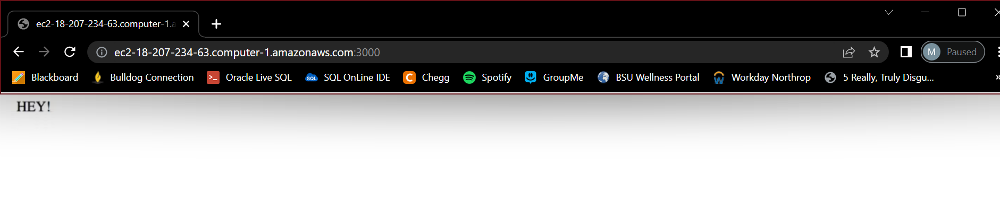 ec2-18-207-234-63.computer-1.a
ec2-18-207-234-63.computer-1.amazonaws.com:3000
M Paused
Blackboard Bulldog Connection >_ Oracle Live SQL SQL SQL OnLine IDE C Chegg Spotify GroupMe BSU Wellness Portal W Workday Northrop 5 Really, Truly Disgu... »
HEY!